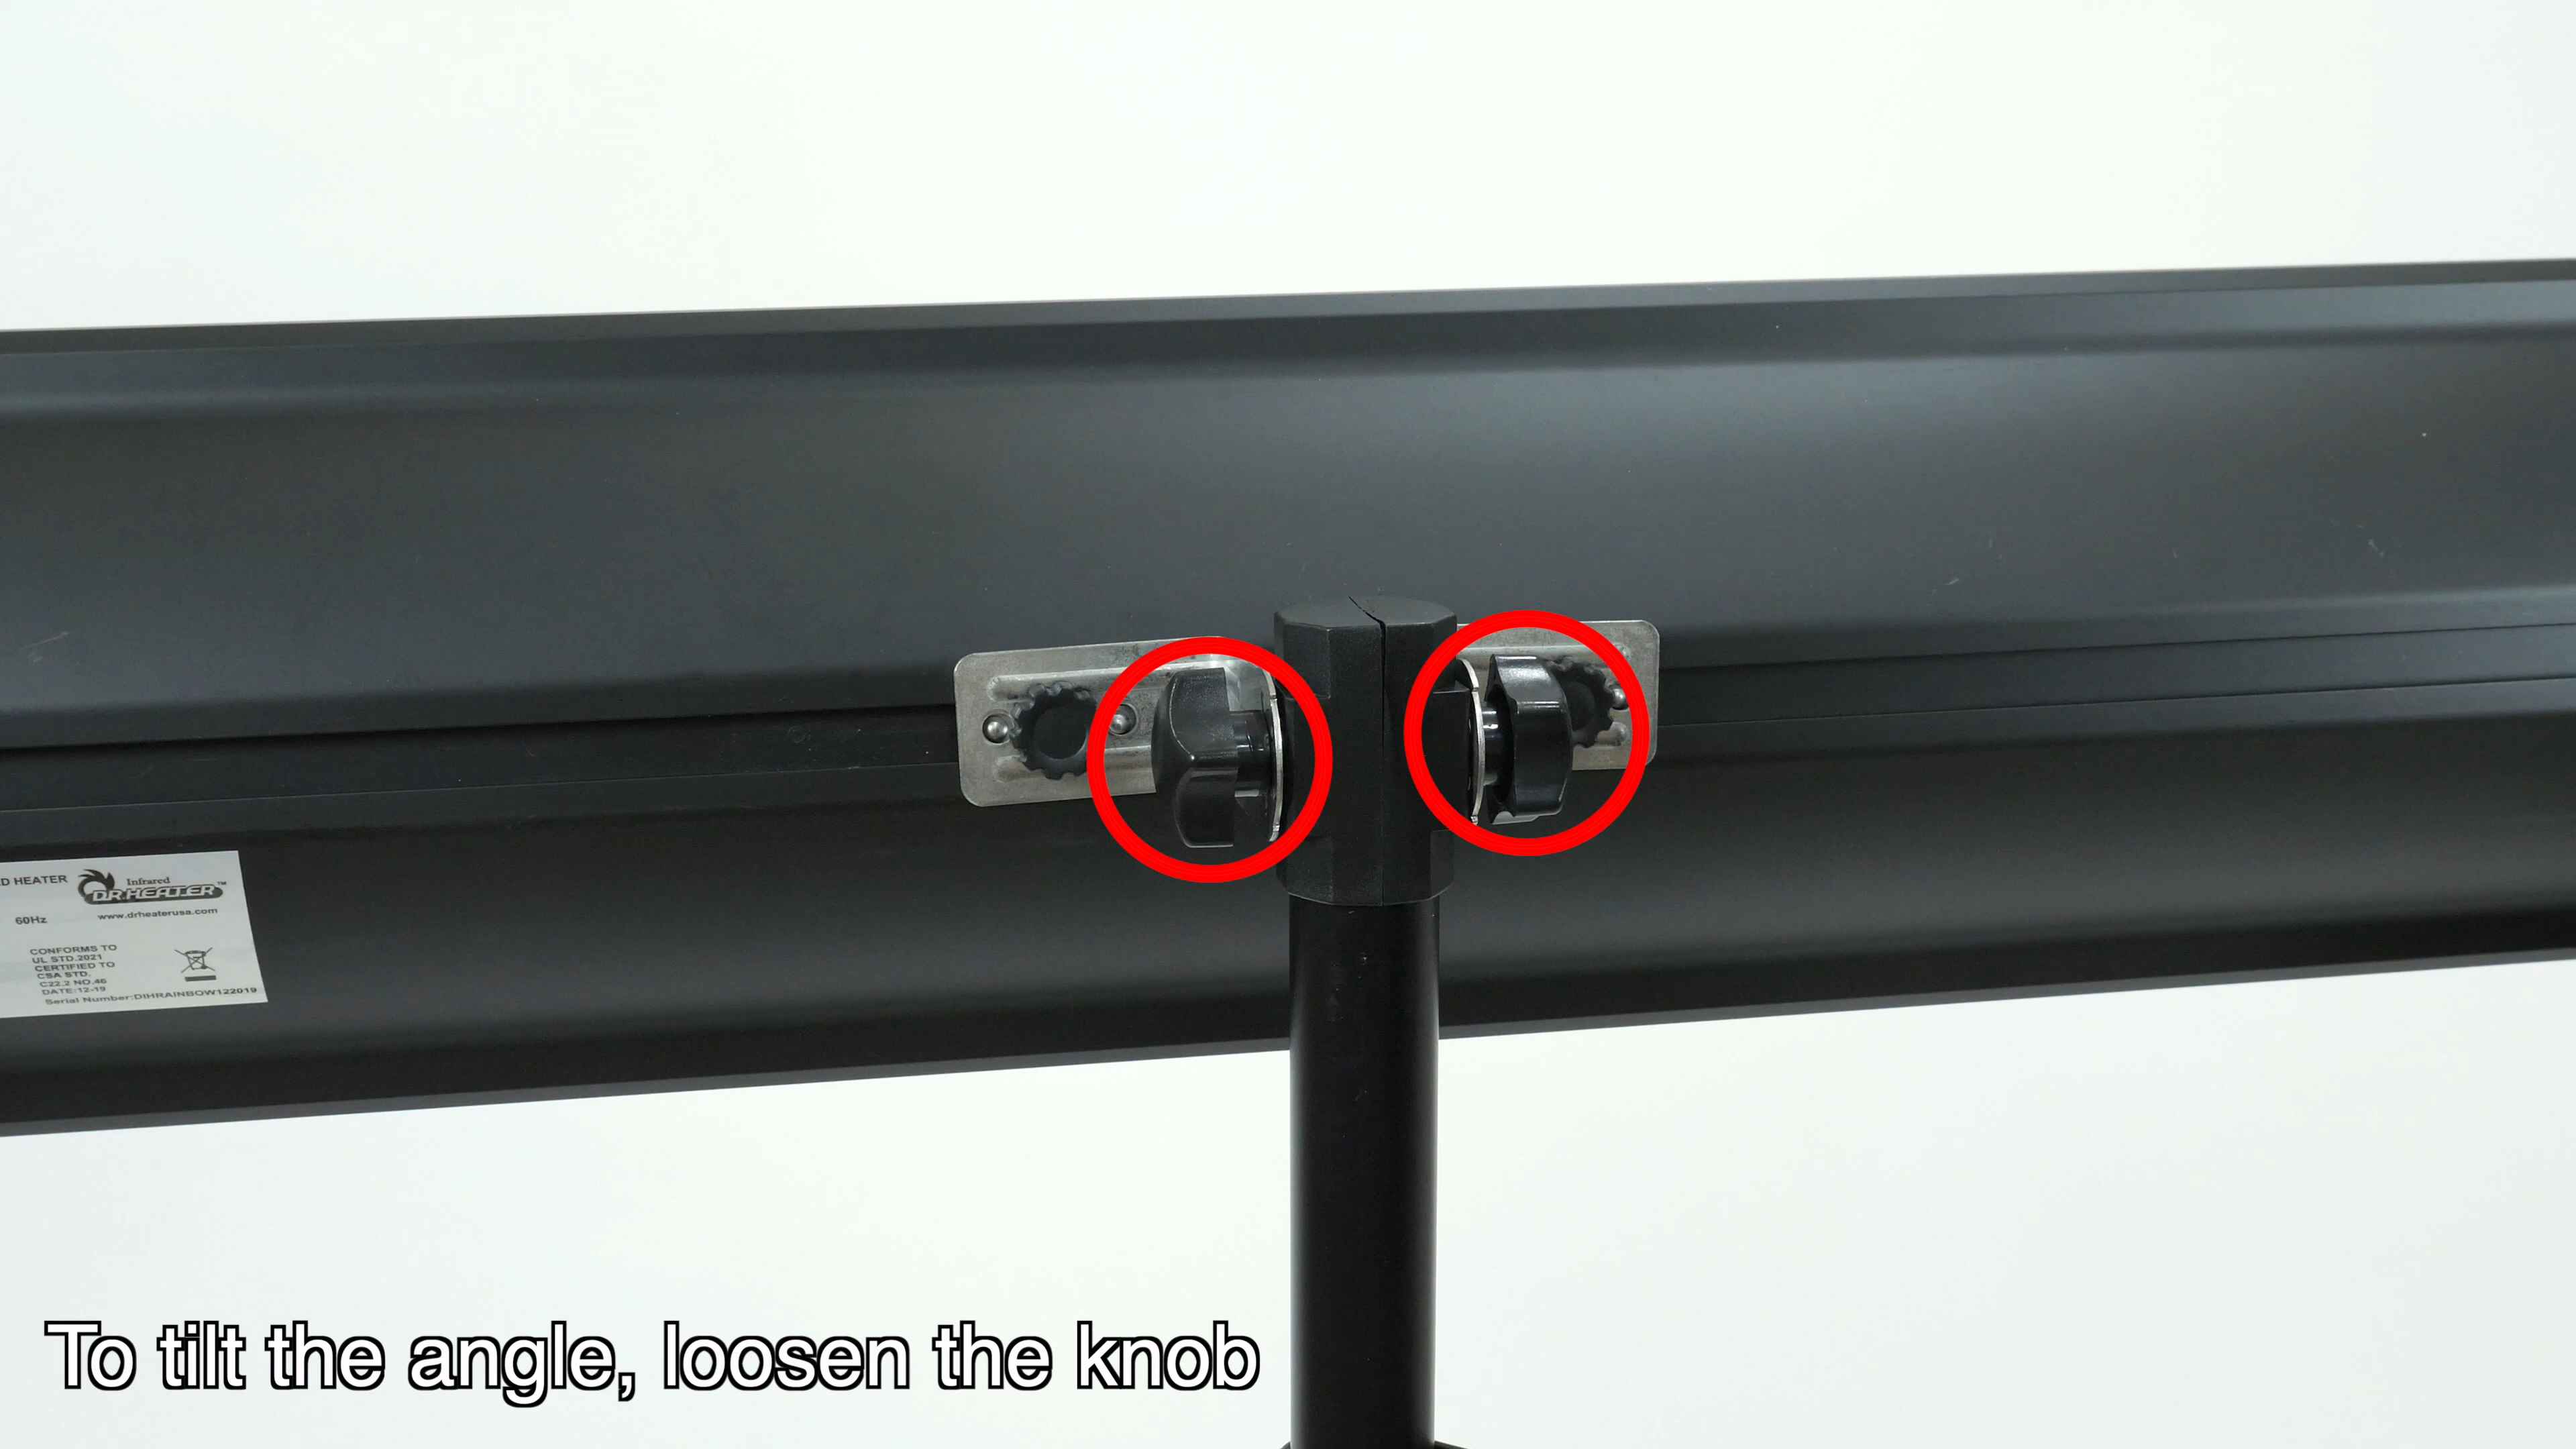 D HEATER
Infrared
DR.HEATER™
60Hz
www.drheaterusa.com
CONFORMS TO
UL STD.2021
CERTIFIED TO
CSA STD.
C22.2 NO.46
DATE:12-19
Serial Number:DIHRAINBOW122019
To tilt the angle, loosen the knob